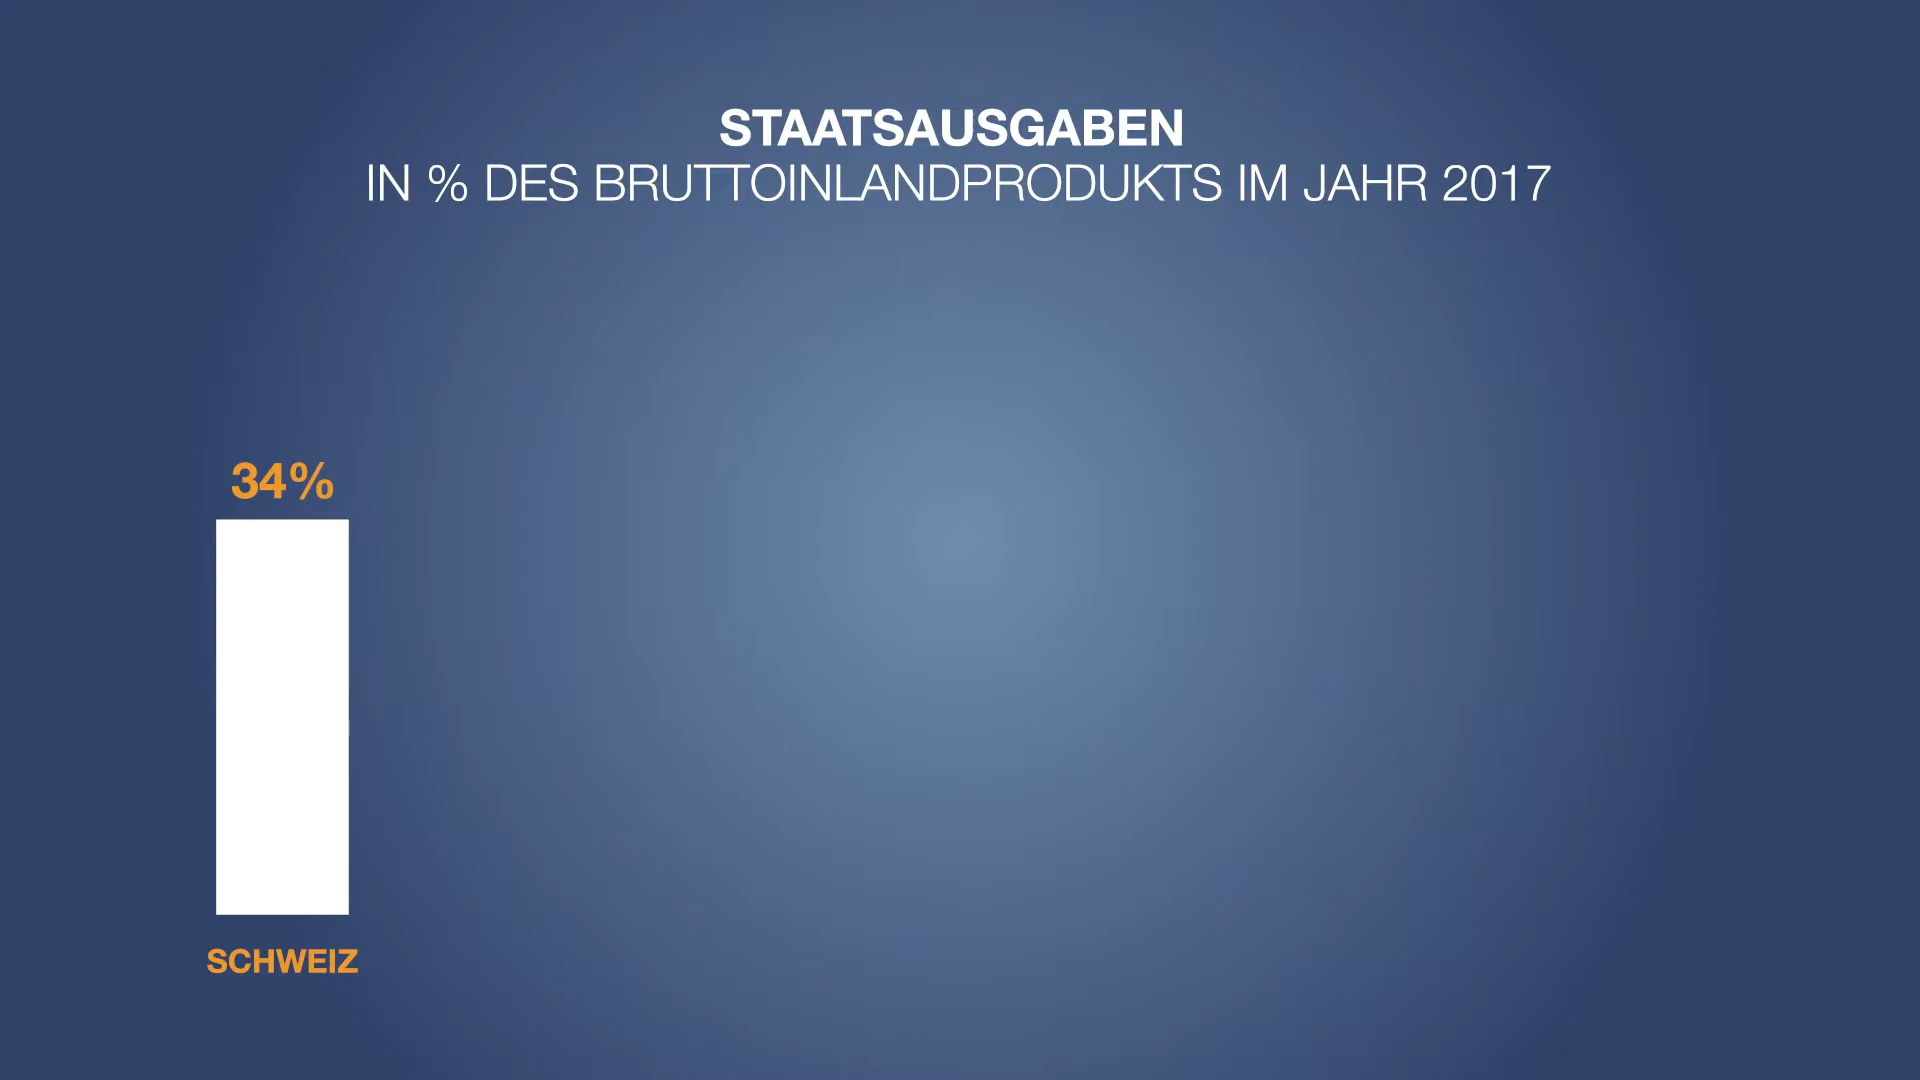 STAATSAUSGABEN
IN % DES BRUTTOINLANDPRODUKTS IM JAHR 2017
34%
SCHWEIZ